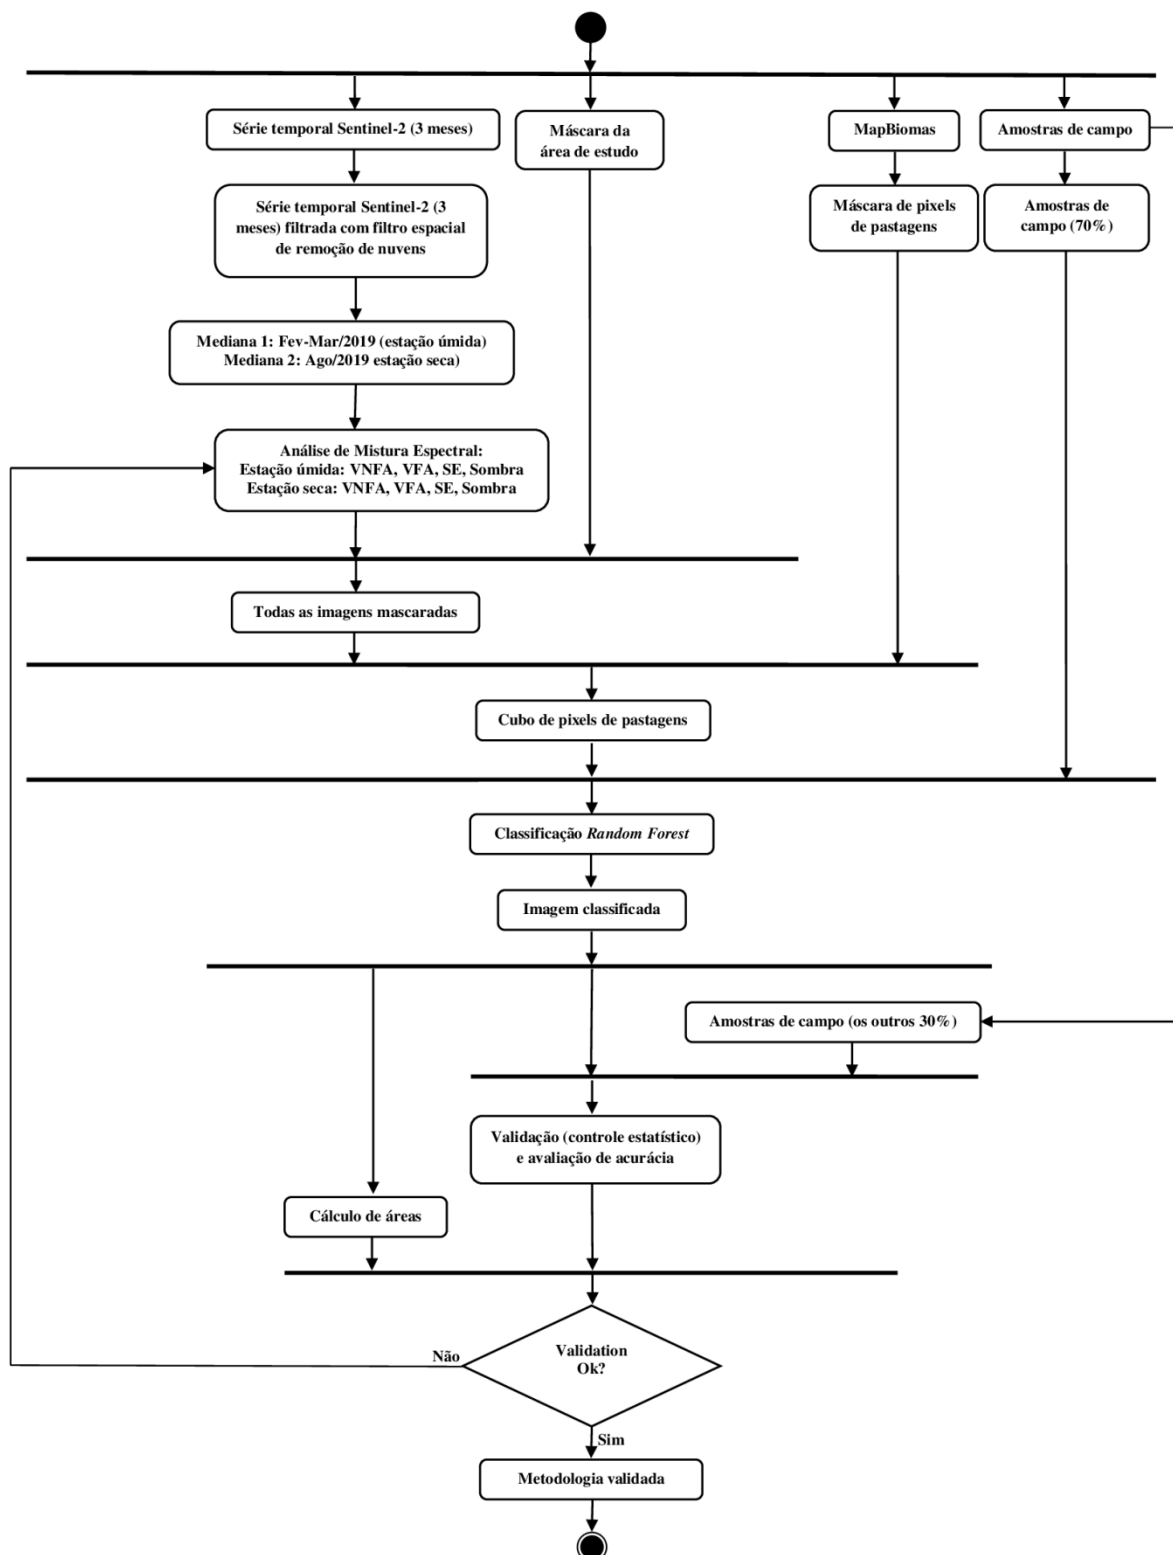 Série temporal Sentinel-2 (3 meses)
Máscara da
área de estudo
MapBiomas
Amostras de campo
Série temporal Sentinel-2 (3
meses) filtrada com filtro espacial
de remoção de nuvens
Máscara de pixels
de pastagens
Amostras de
campo (70%)
Mediana 1: Fev-Mar/2019 (estação úmida)
Mediana 2: Ago/2019 estação seca)
Análise de Mistura Espectral:
Estação úmida: VNFA, VFA, SE, Sombra
Estação seca: VNFA, VFA, SE, Sombra
Todas as imagens mascaradas
Cubo de pixels de pastagens
Classificação Random Forest
Imagem classificada
Amostras de campo (os outros 30%)
Validação (controle estatístico)
e avaliação de acurácia
Cálculo de áreas
Validation
Ok?
Não
Sim
Metodologia validada